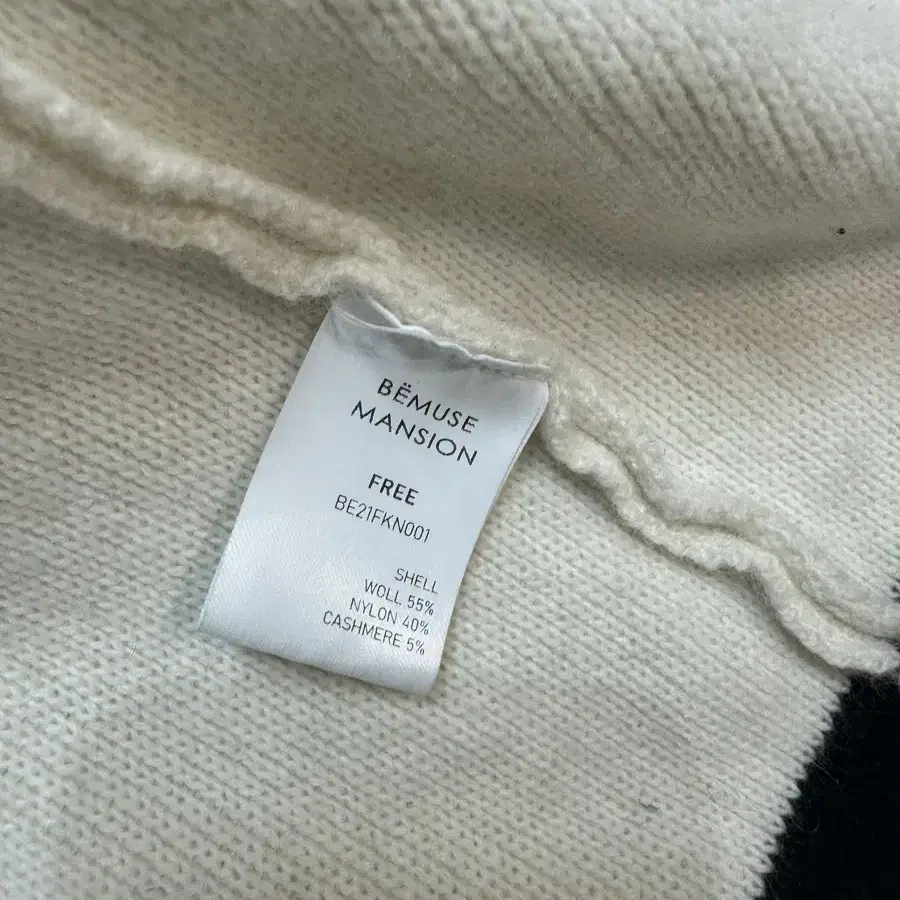 BËMUSE
MANSION
FREE
BE21FKN001
SHELL
WOLL 55%
NYLON 40%
CASHMERE 5%